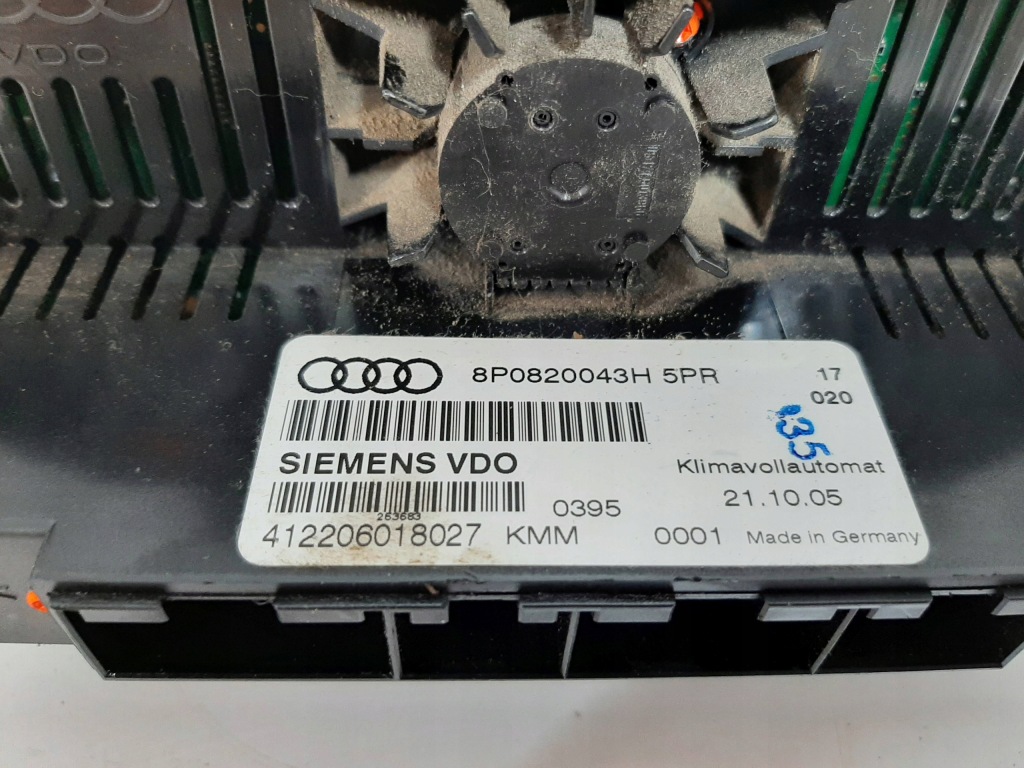 VDO
8P0820043H 5PR
17
020
35
SIEMENS VDO
Klimavollautomat
263683
0395
21.10.05
412206018027 KMM 0001 Made in Germany